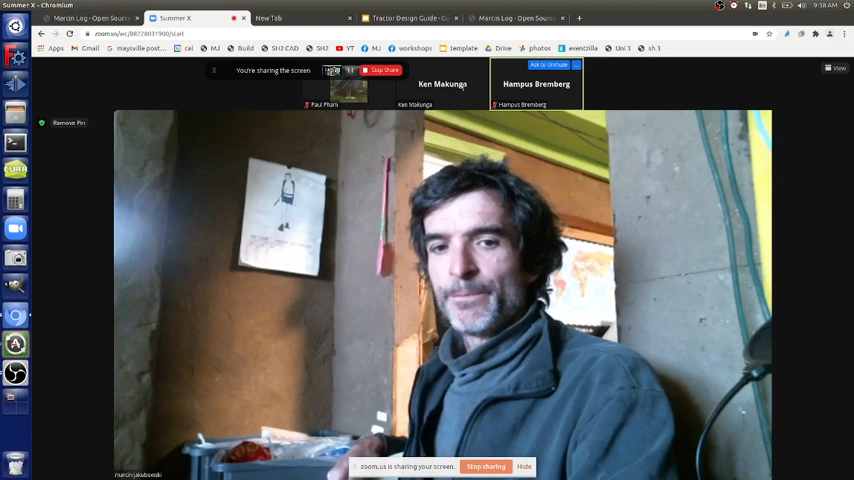 Summer X - Chromium
9:38 AM
Marcin Log - Open Source
Summer X
New Tab
Tractor Design Guide - Go
Marcin Log - Open Sourc
zoom.us/wc/88728031900/start
Apps
Gmail
maysville post...
cal
MJ
Build
SH2 CAD
SH2
YT
MJ
workshops
template
Drive
photos
eventzilla
Uni 3
sh 3
You're sharing the screen
Stop Share
Ask to Unmute
...
View
Ken Makunga
Hampus Bremberg
Paul Pham
Ken Makunga
Hampus Bremberg
Remove Pin
CURA
zoom.us is sharing your screen.
Stop sharing
Hide
marcin jakubowski